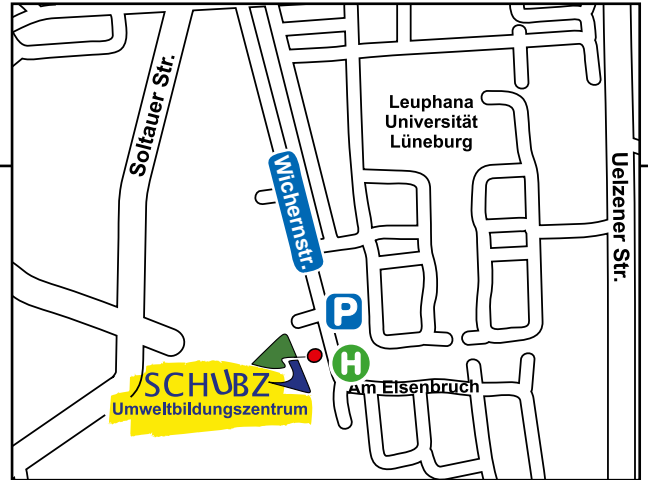 Soltauer Str.
Leuphana
Universität
Lüneburg
Wichernstr.
Uelzener Str.
P
H
Am Elsenbruch
SCHUBZ
Umweltbildungszentrum